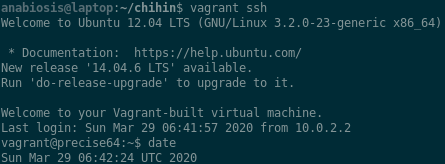 anabiosis@laptop:~/chihin$ vagrant ssh
Welcome to Ubuntu 12.04 LTS (GNU/Linux 3.2.0-23-generic x86_64)
* Documentation:  https://help.ubuntu.com/
New release '14.04.6 LTS' available.
Run 'do-release-upgrade' to upgrade to it.
Welcome to your Vagrant-built virtual machine.
Last login: Sun Mar 29 06:41:57 2020 from 10.0.2.2
vagrant@precise64:~$ date
Sun Mar 29 06:42:24 UTC 2020